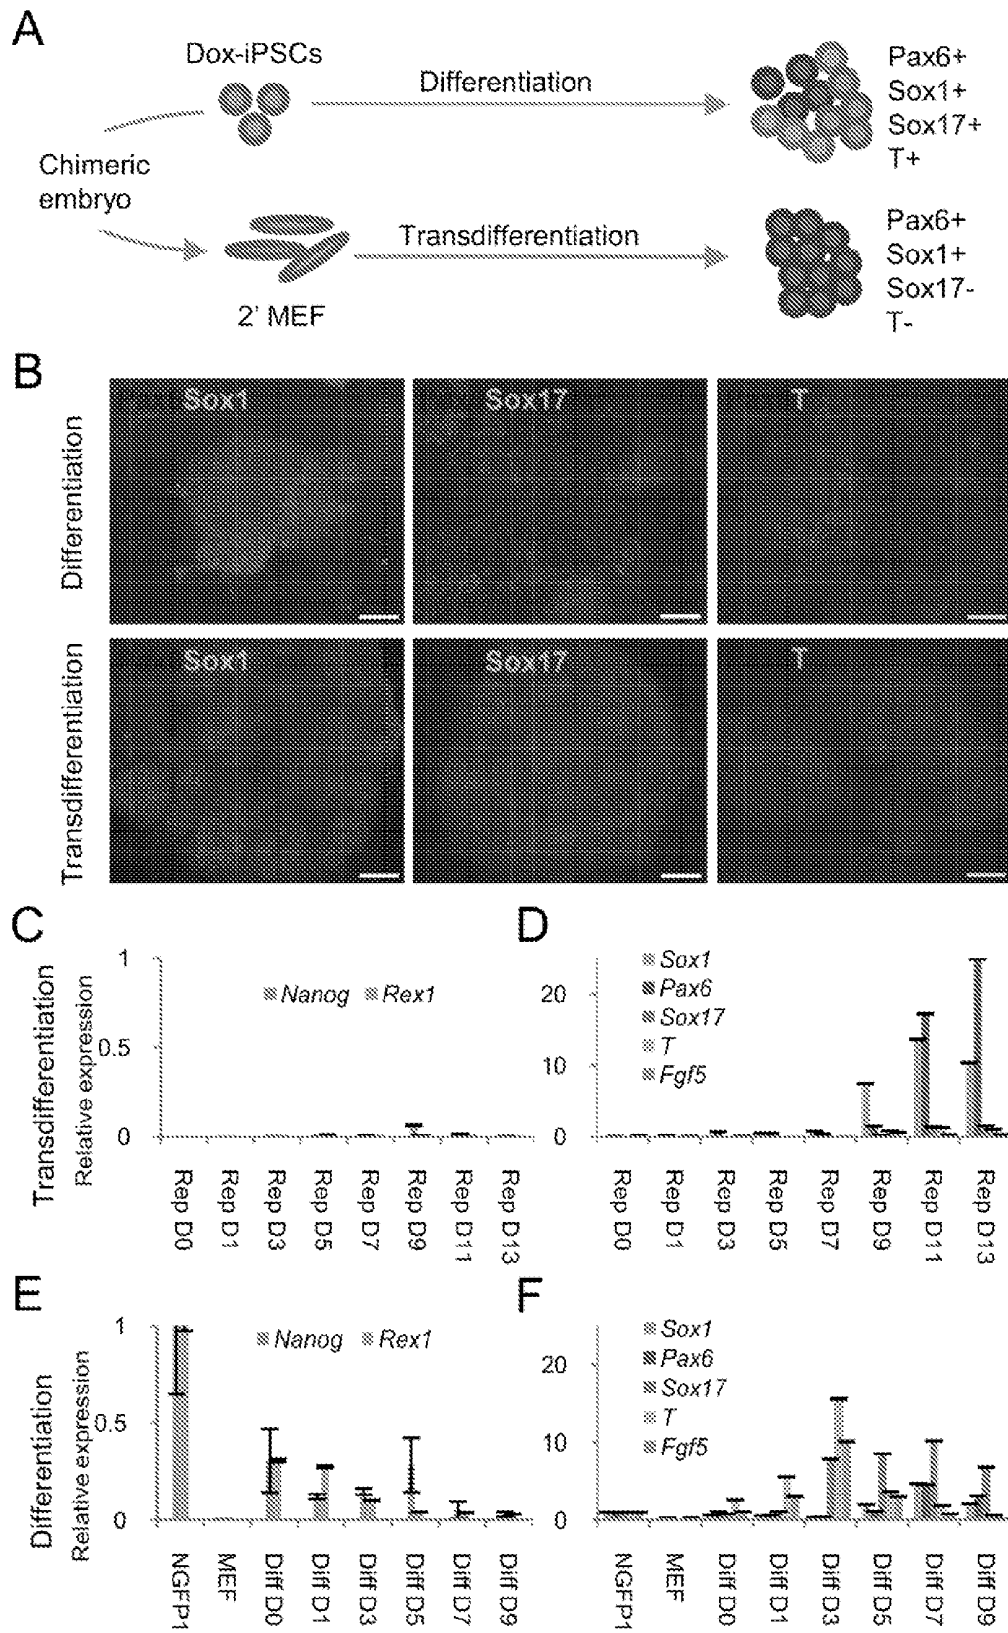 A
Dox-iPSCs
Differentiation
Pax6+
Sox1+
Sox17+
T+
Chimeric
embryo
Transdifferentiation
2' MEF
Pax6+
Sox1+
Sox17-
T-
B
Differentiation
Sox1
Sox17
T
Transdifferentiation
Sox1
Sox17
T
C
Transdifferentiation
Relative expression
1
0.5
0
Nanog Rex1
Rep D0
Rep D1
Rep D3
Rep D5
Rep D7
Rep D9
Rep D11
Rep D13
D
20
10
0
Sox1
Pax6
Sox17
T
Fgf5
Rep D0
Rep D1
Rep D3
Rep D5
Rep D7
Rep D9
Rep D11
Rep D13
E
Differentiation
Relative expression
1
0.5
0
Nanog Rex1
NGFP1
MEF
Diff D0
Diff D1
Diff D3
Diff D5
Diff D7
Diff D9
F
20
10
0
Sox1
Pax6
Sox17
T
Fgf5
NGFP1
MEF
Diff D0
Diff D1
Diff D3
Diff D5
Diff D7
Diff D9